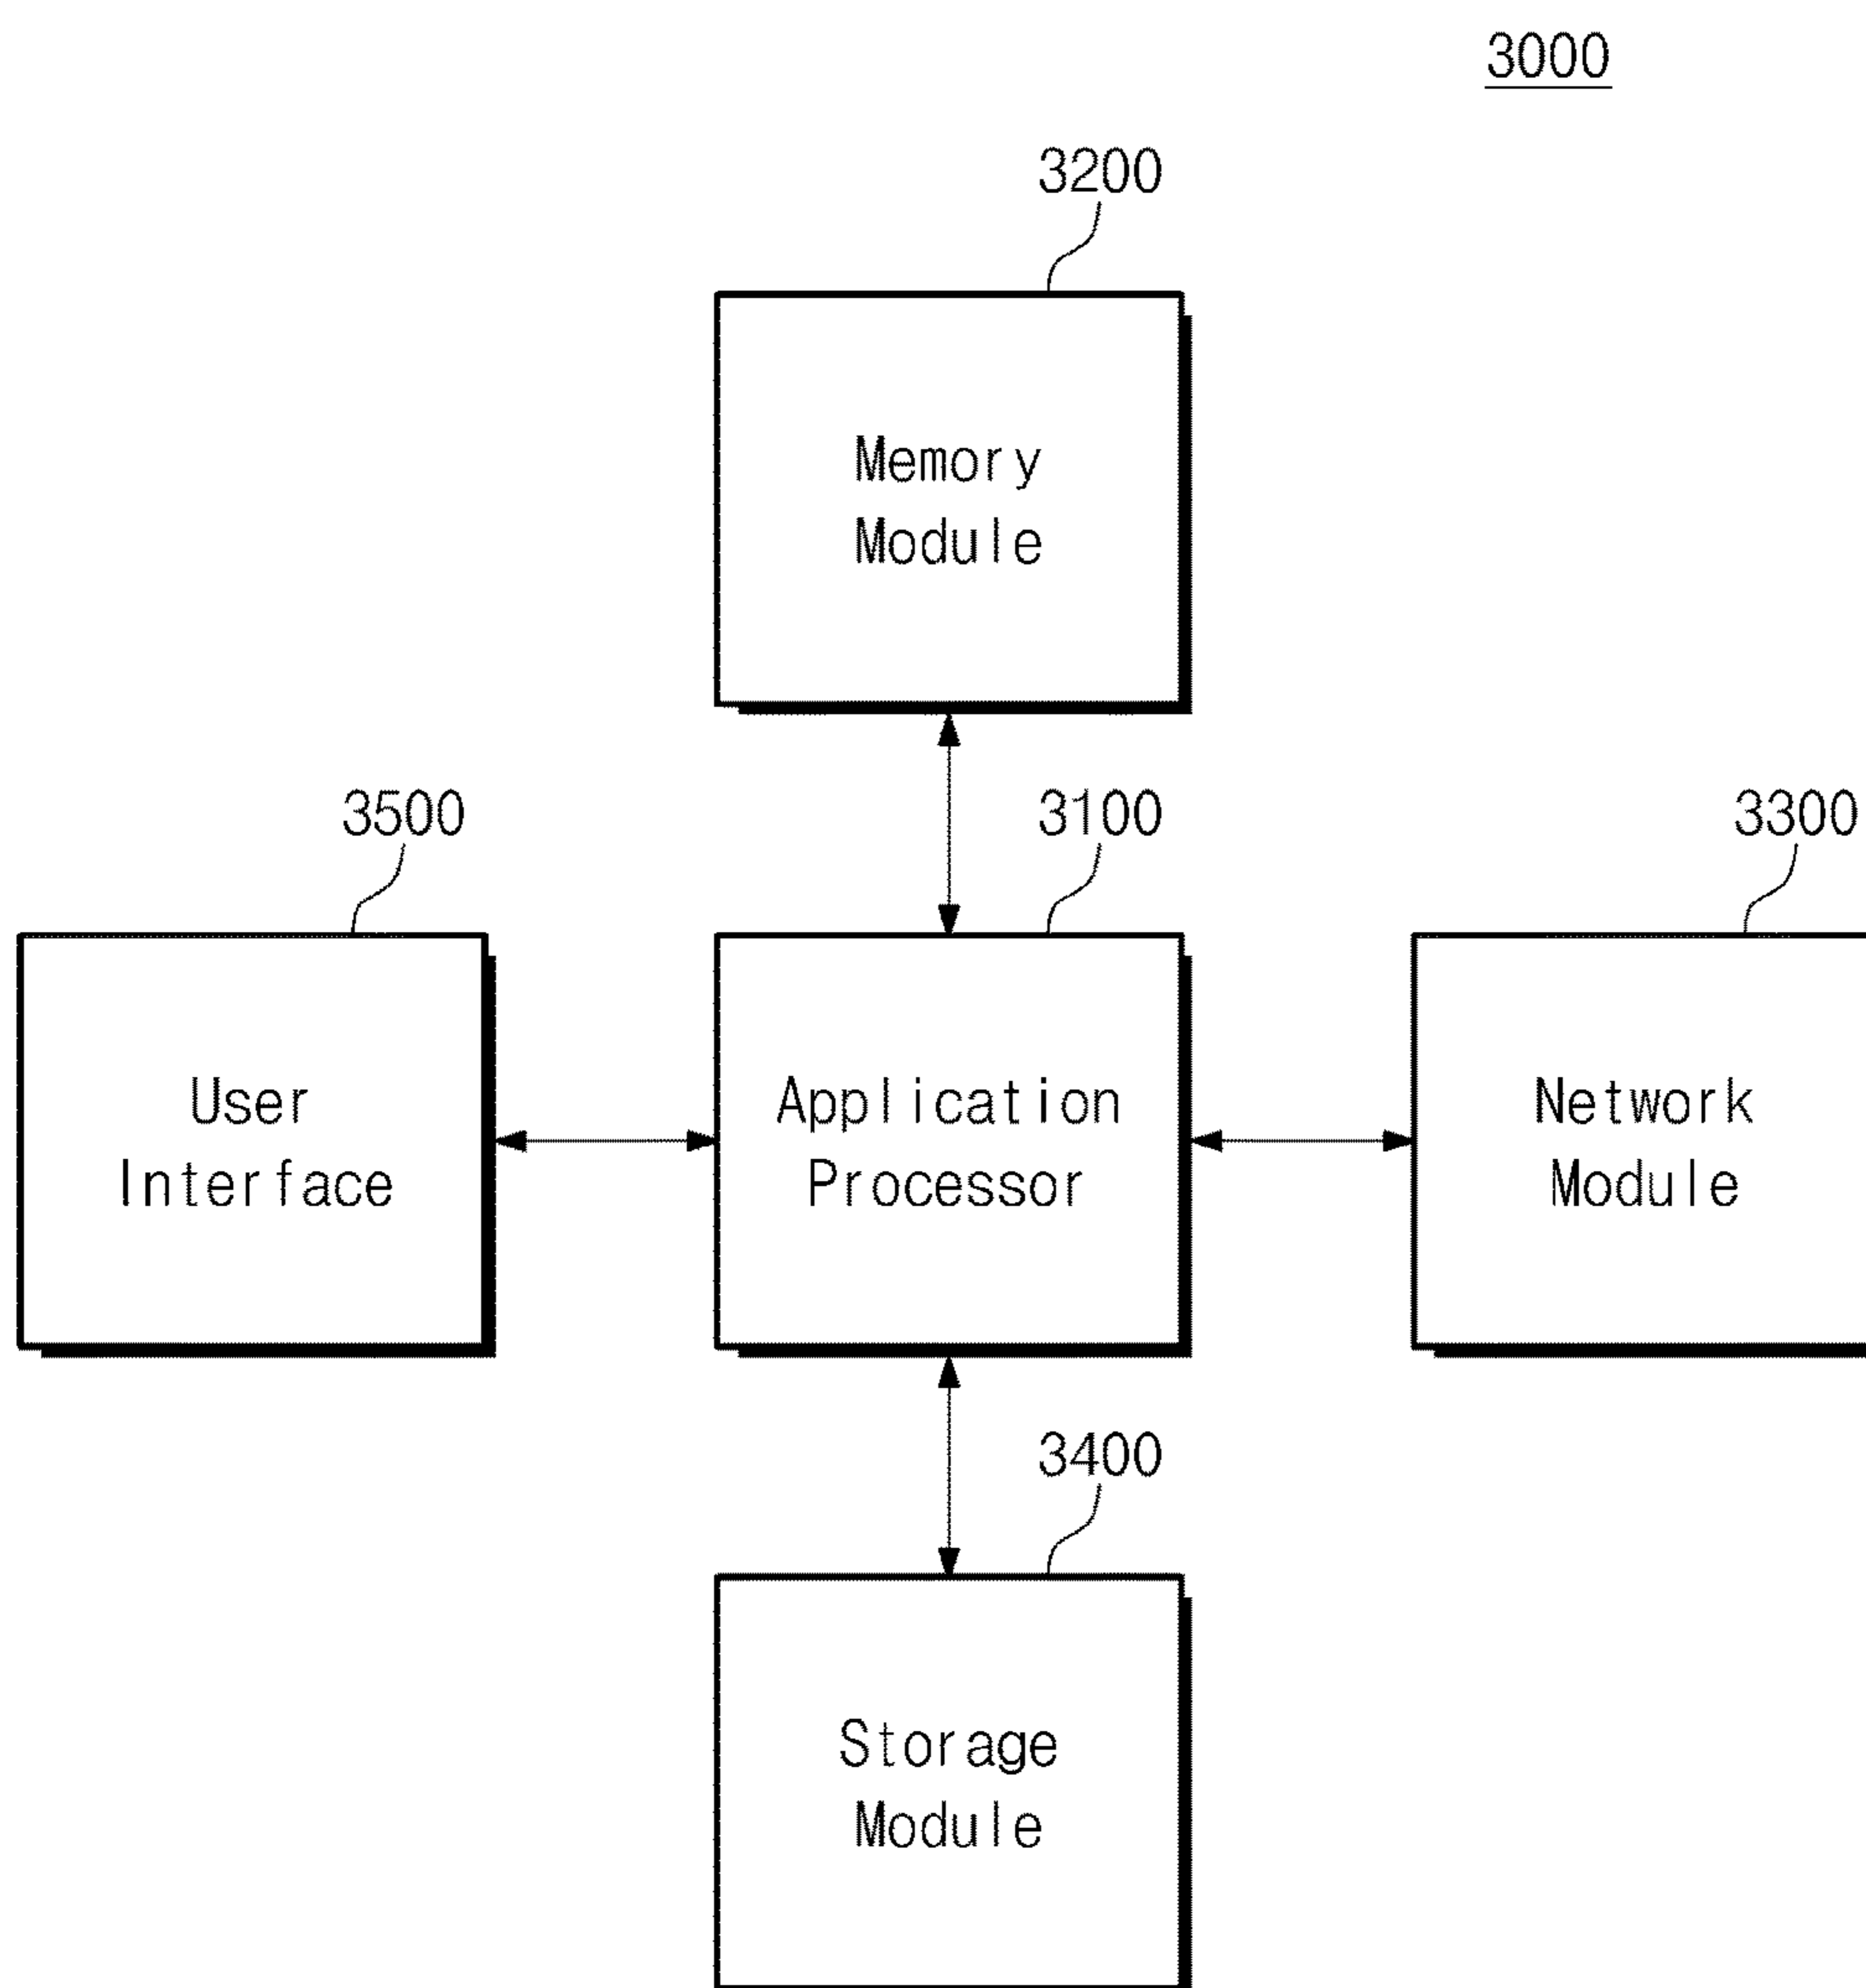 3000
3200
Memory
Module
3500
3100
3300
User
Interface
Application
Processor
Network
Module
3400
Storage
Module